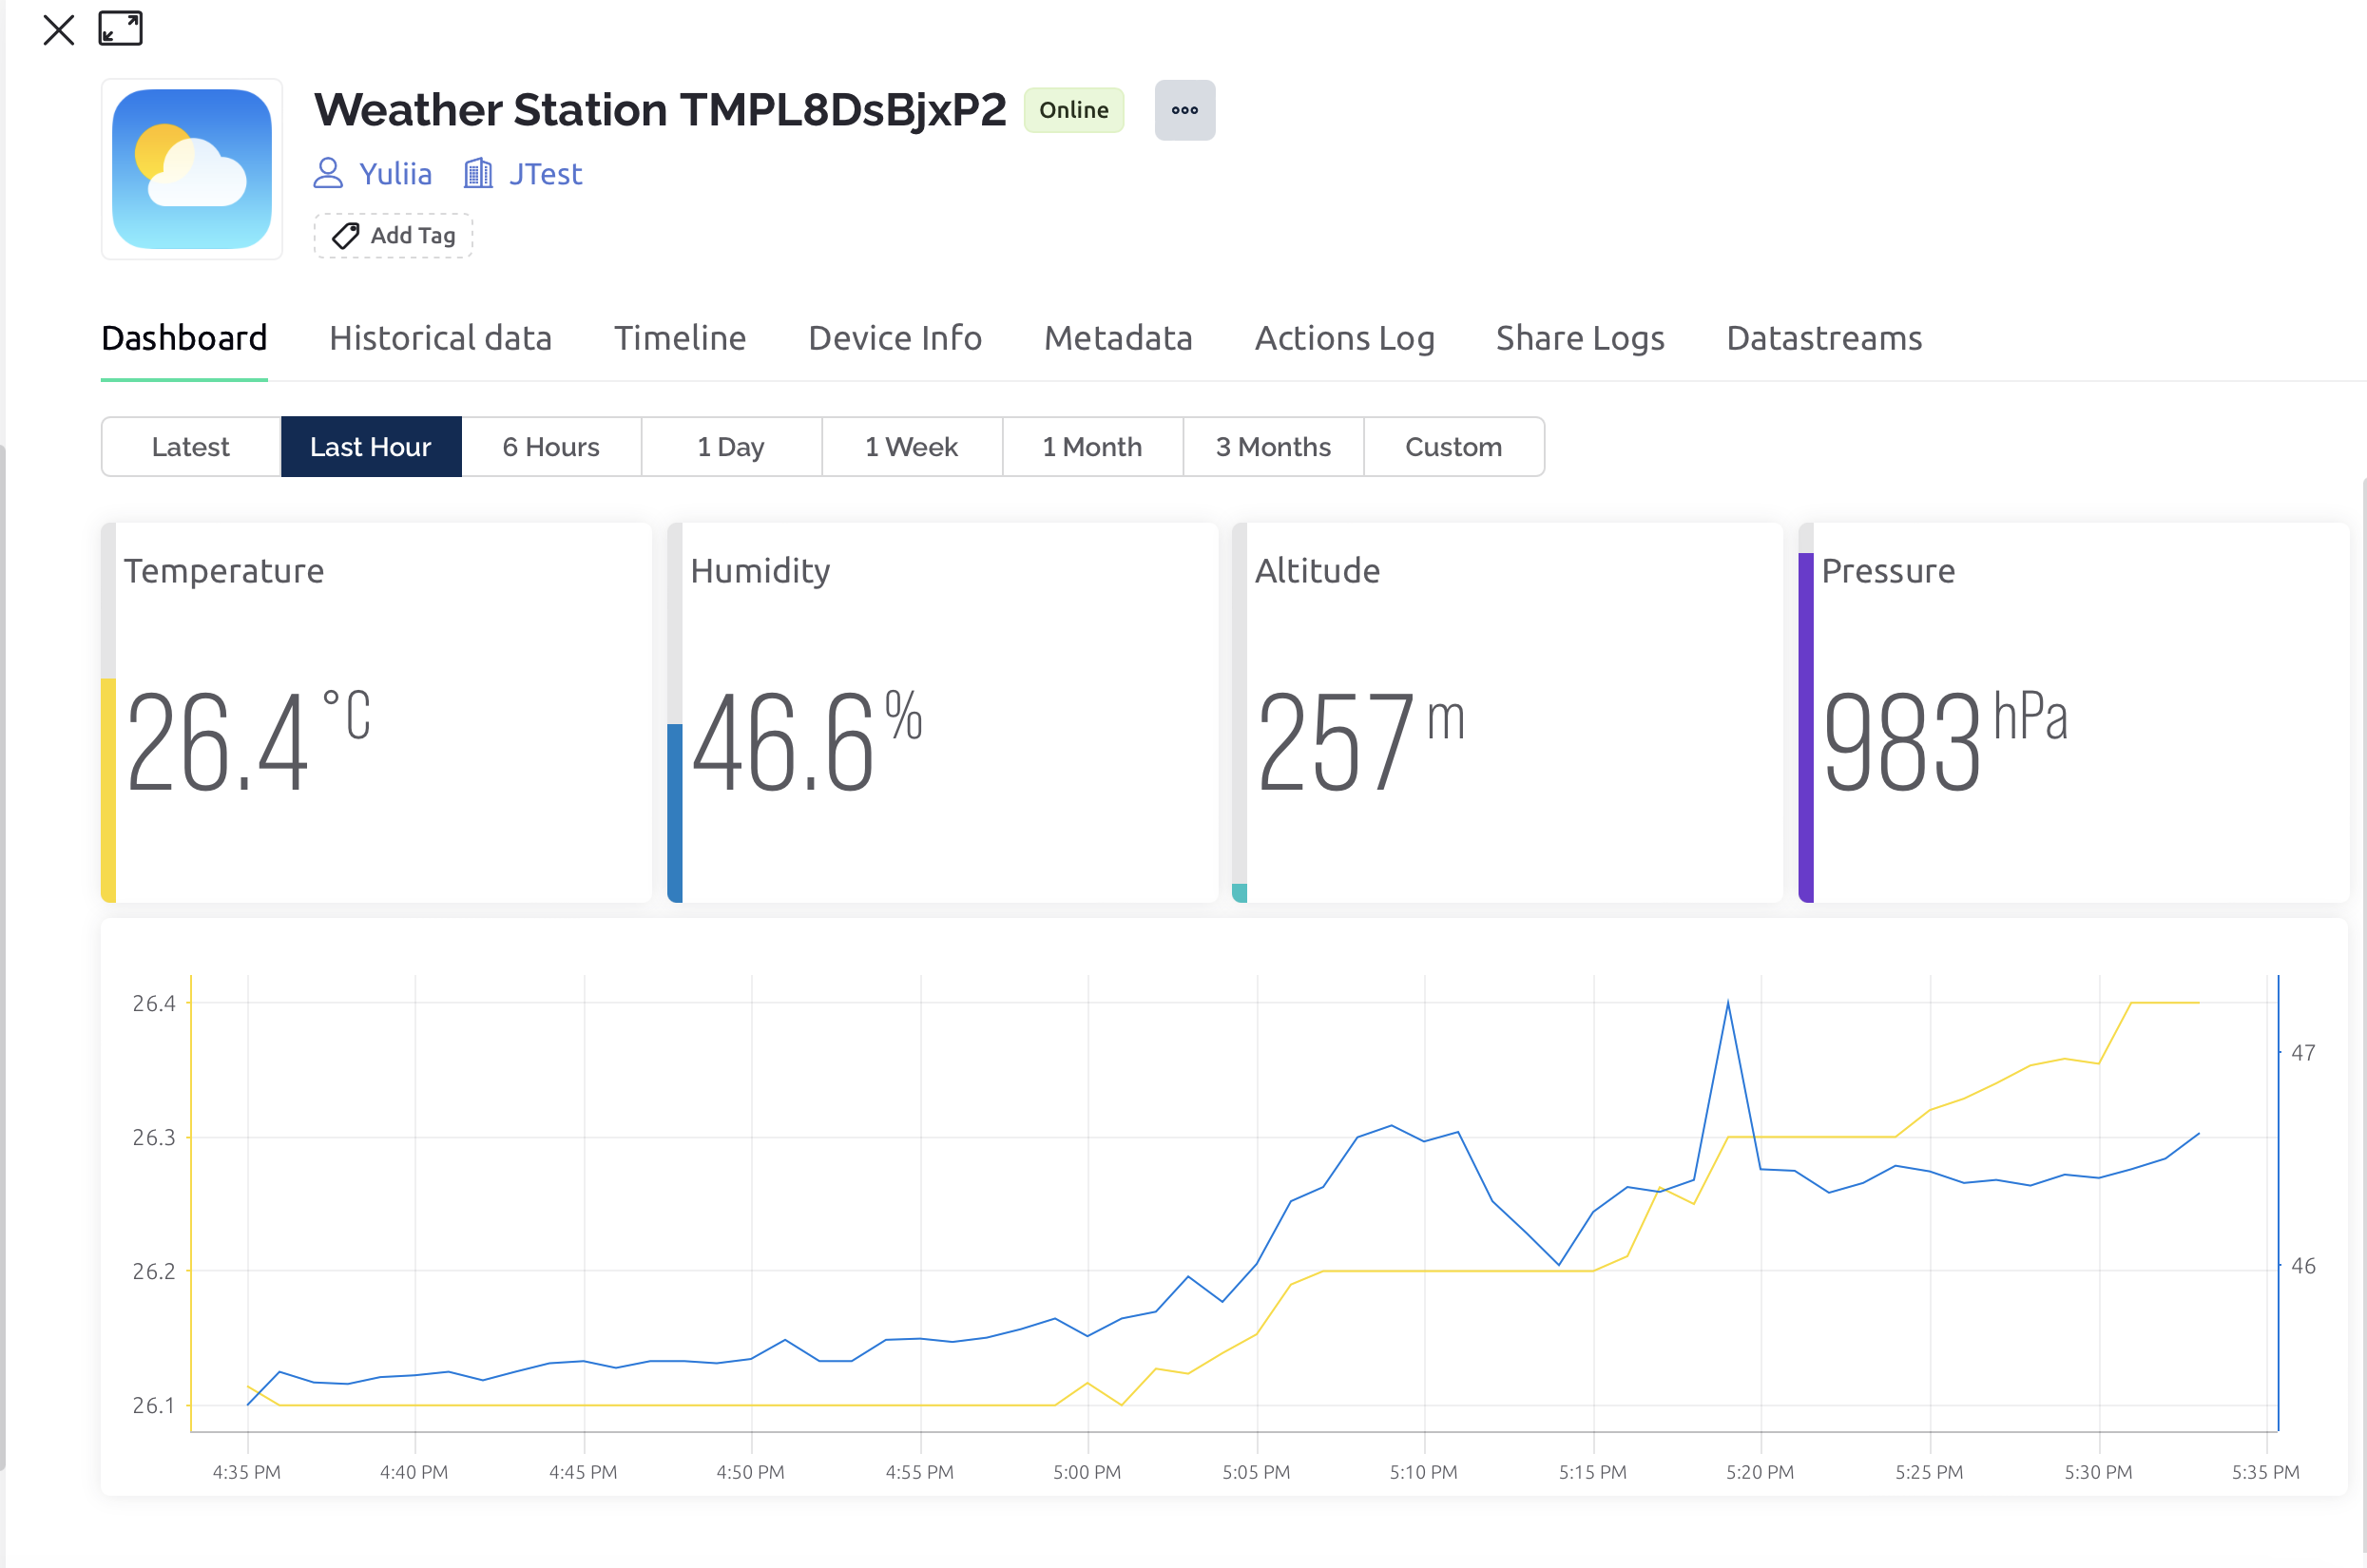 Weather Station TMPL8DsBjxP2 Online
Yuliia JTest
Add Tag
Dashboard Historical data Timeline Device Info Metadata Actions Log Share Logs Datastreams
Latest Last Hour 6 Hours 1 Day 1 Week 1 Month 3 Months Custom
Temperature
26.4 °C
Humidity
46.6 %
Altitude
257 m
Pressure
983 hPa
26.4
26.3
26.2
26.1
47
46
4:35 PM 4:40 PM 4:45 PM 4:50 PM 4:55 PM 5:00 PM 5:05 PM 5:10 PM 5:15 PM 5:20 PM 5:25 PM 5:30 PM 5:35 PM